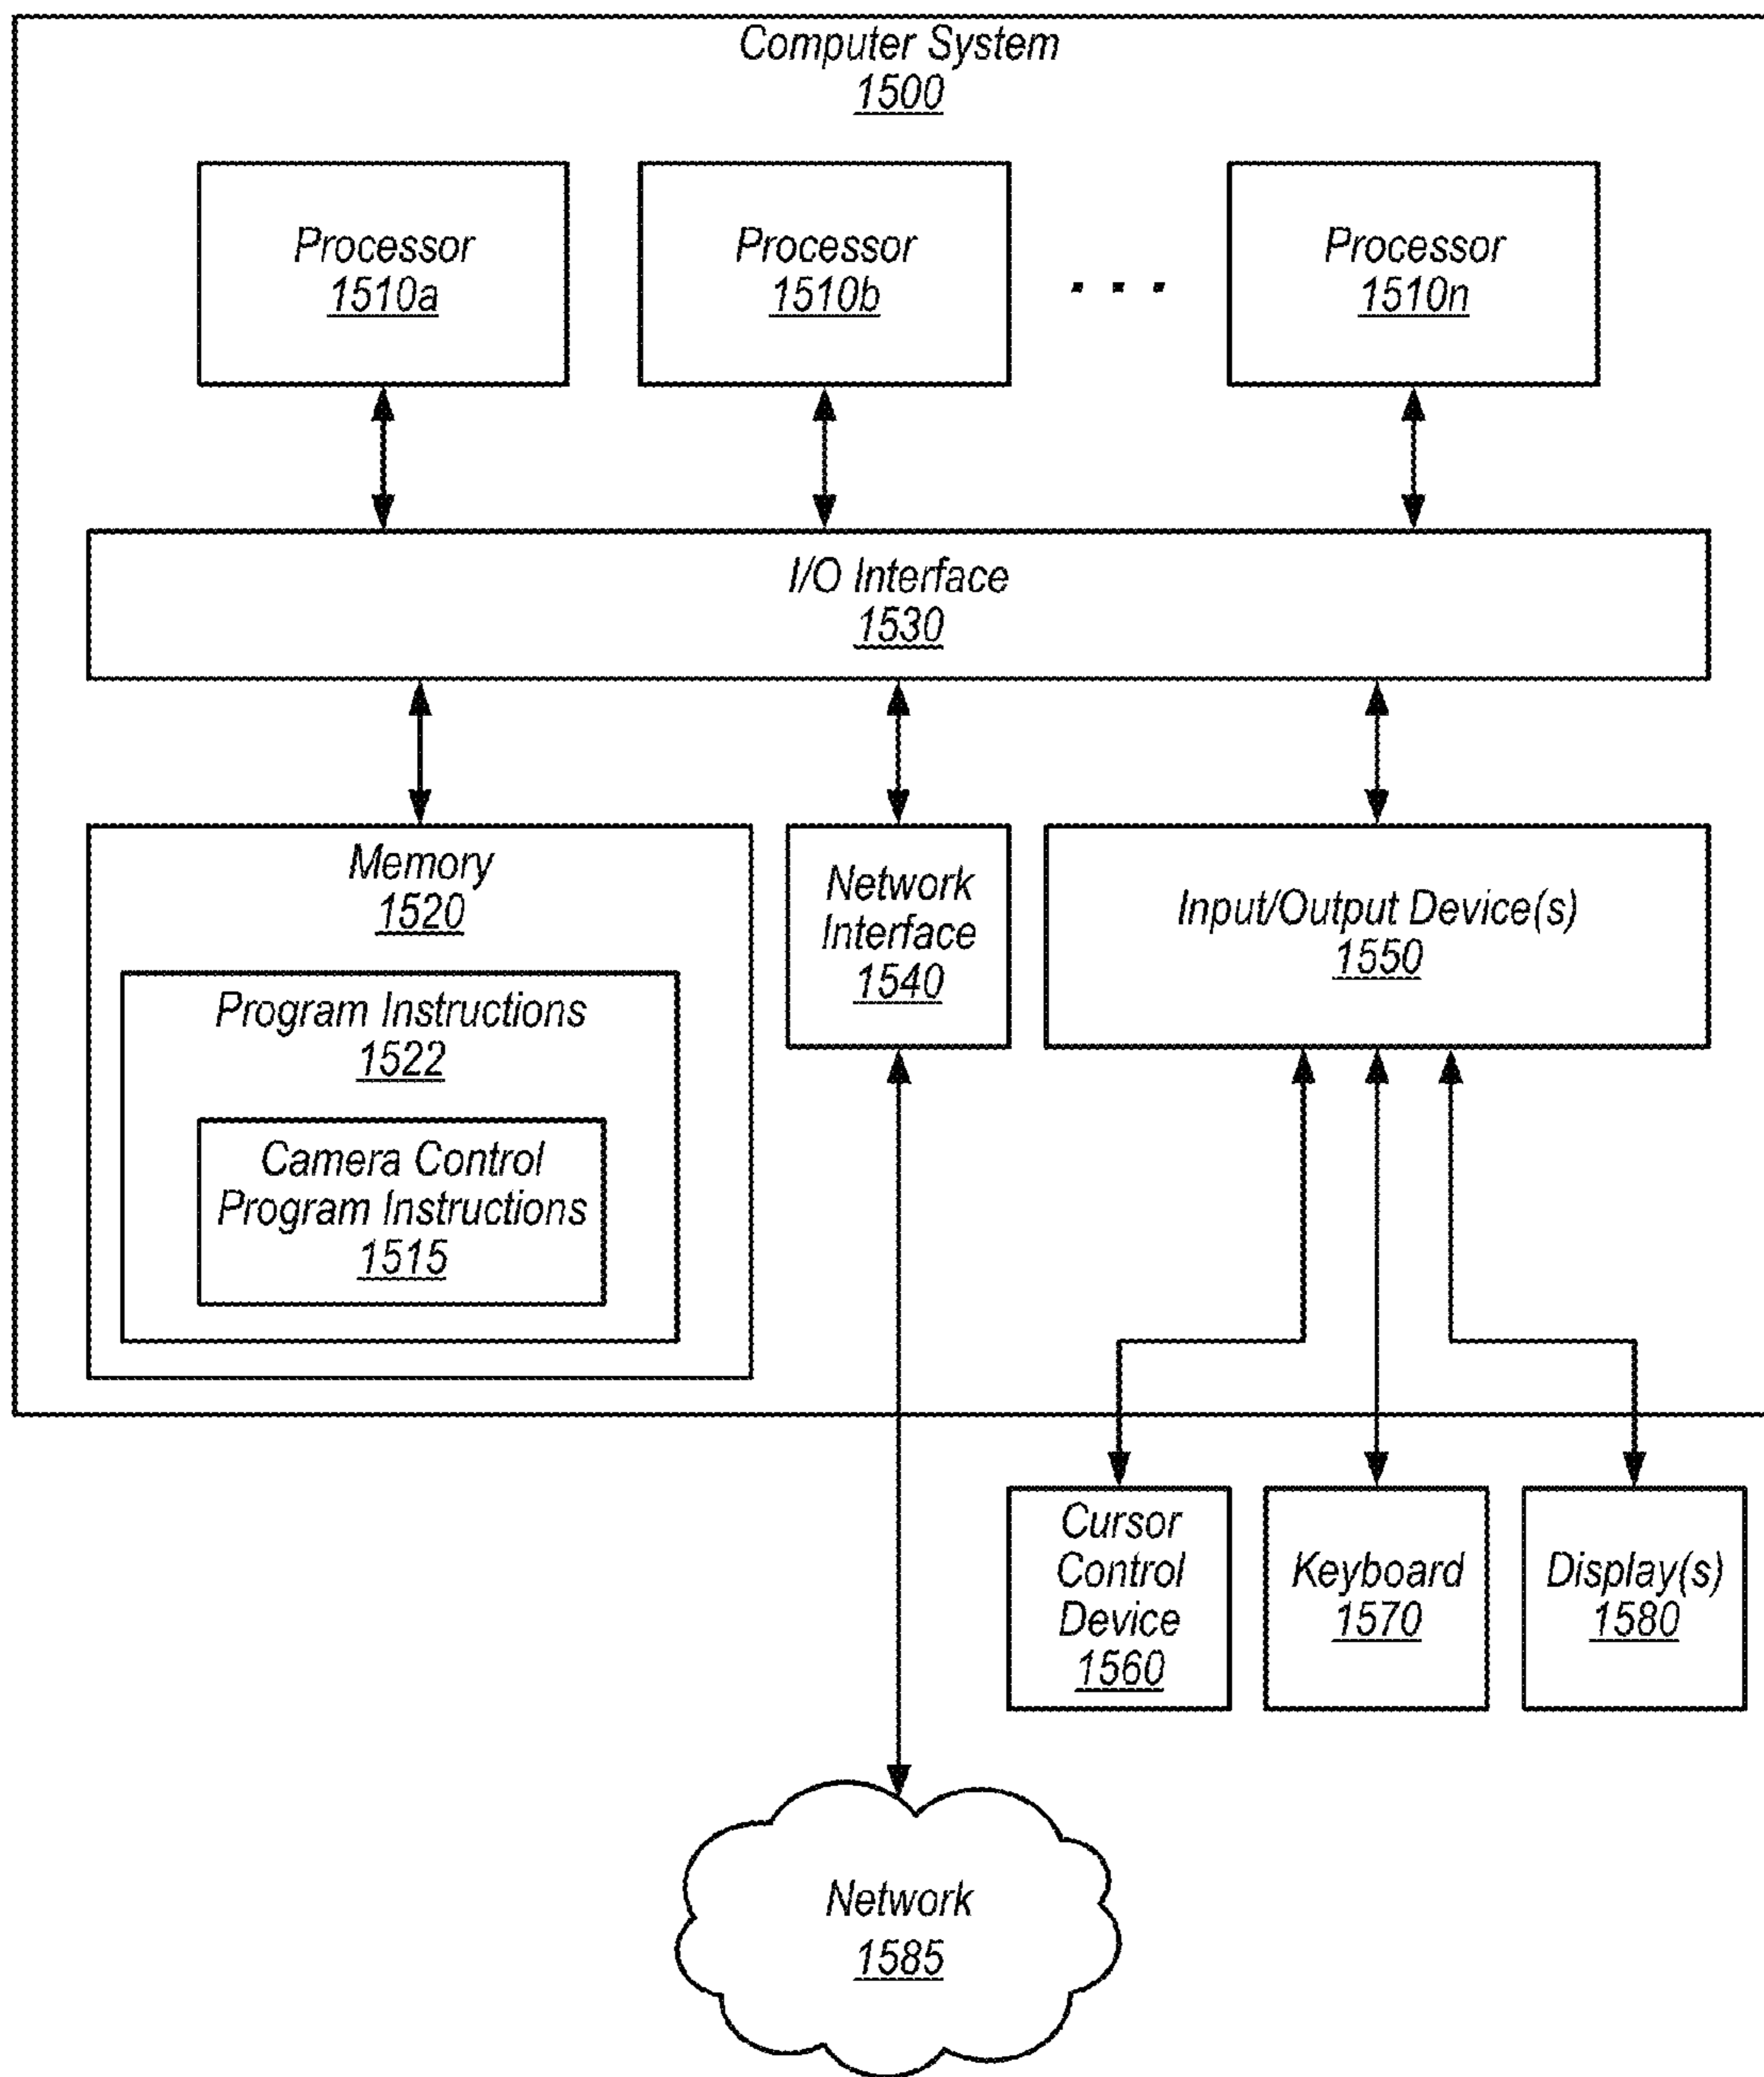 Computer System
1500
Processor
1510a
Processor
1510b
. . .
Processor
1510n
I/O Interface
1530
Memory
1520
Program Instructions
1522
Camera Control
Program Instructions
1515
Network
Interface
1540
Input/Output Device(s)
1550
Cursor
Control
Device
1560
Keyboard
1570
Display(s)
1580
Network
1585